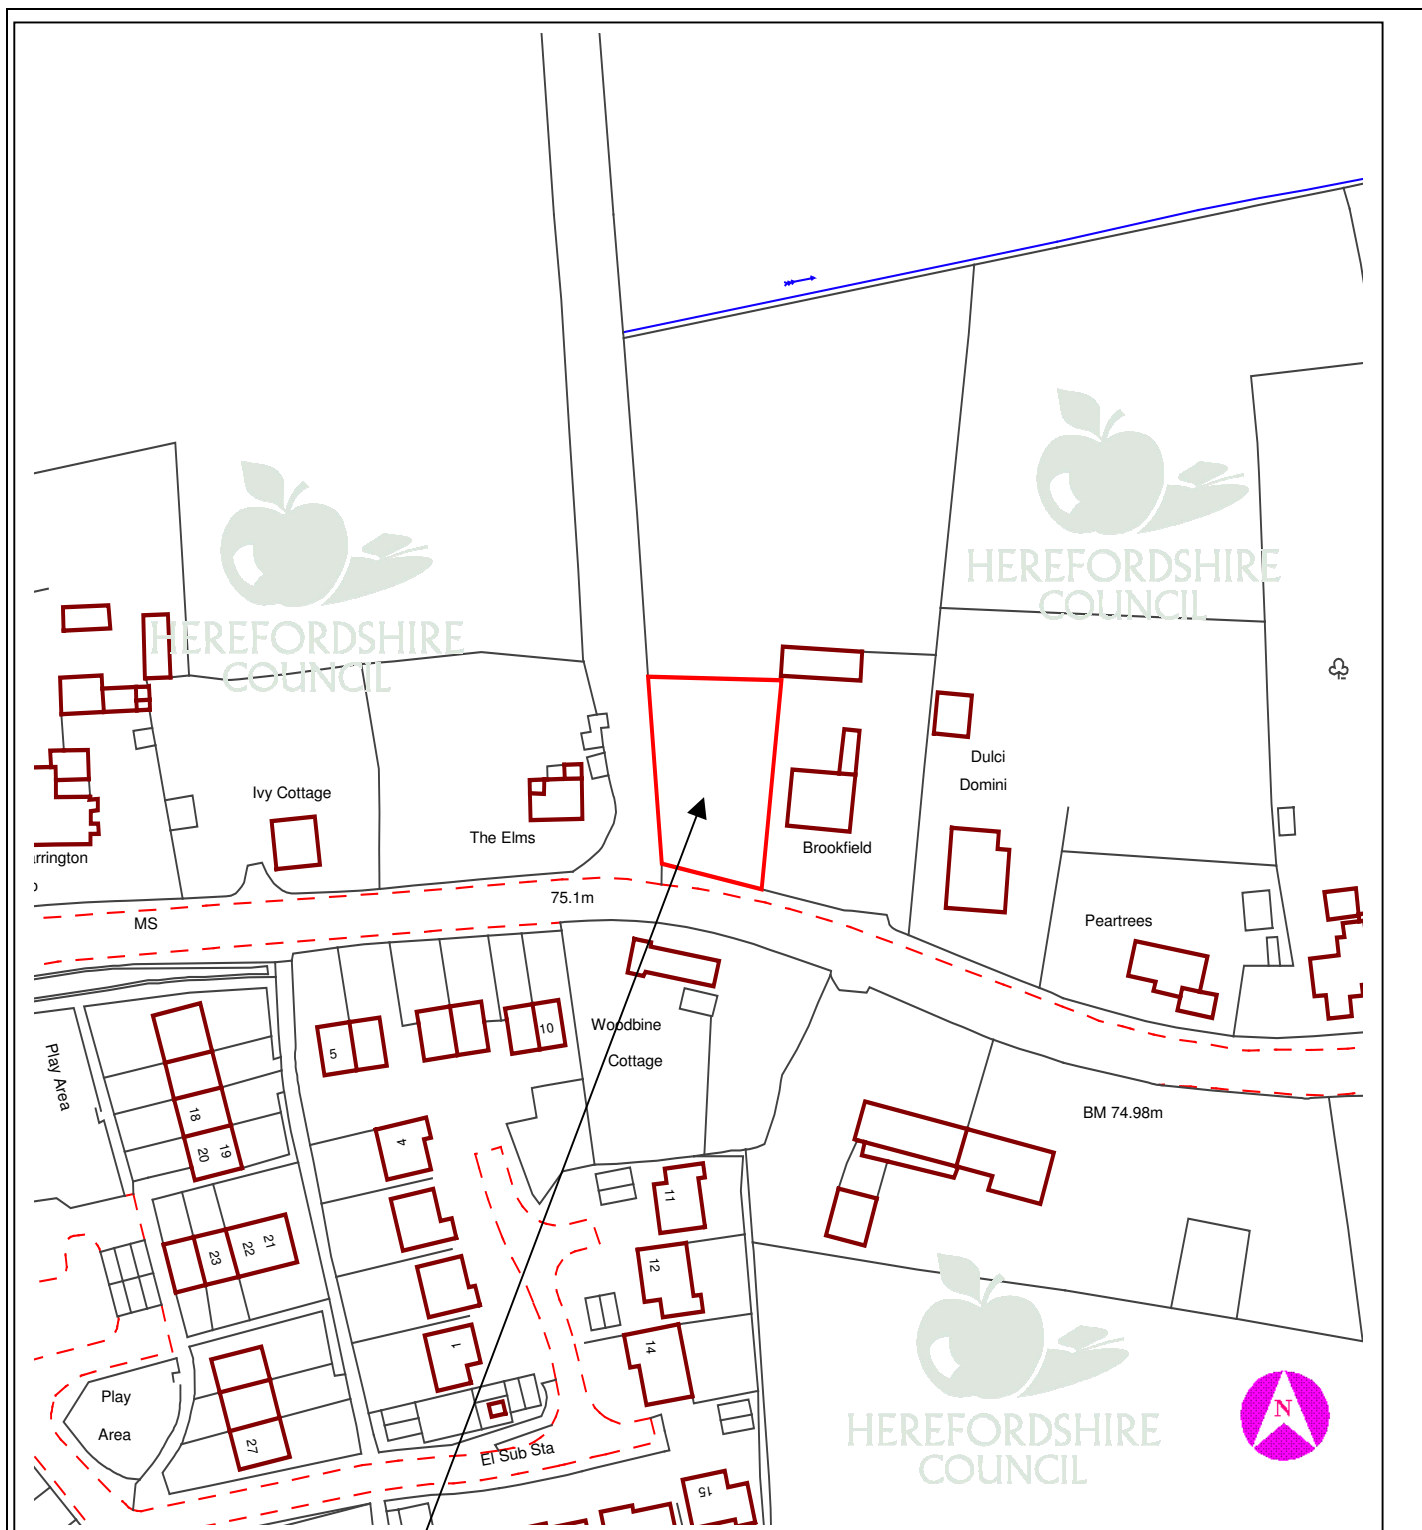 HEREFORDSHIRE
COUNCIL
HEREFORDSHIRE
COUNCIL
Dulci
Domini
Ivy Cottage
The Elms
Brookfield
rrington
75.1m
MS
Peartrees
10
5
Woodbine
Cottage
Play Area
BM 74.98m
18
19
20
4
11
21
22
23
12
1
14
Play
Area
27
El Sub Sta
15
HEREFORDSHIRE
COUNCIL
N